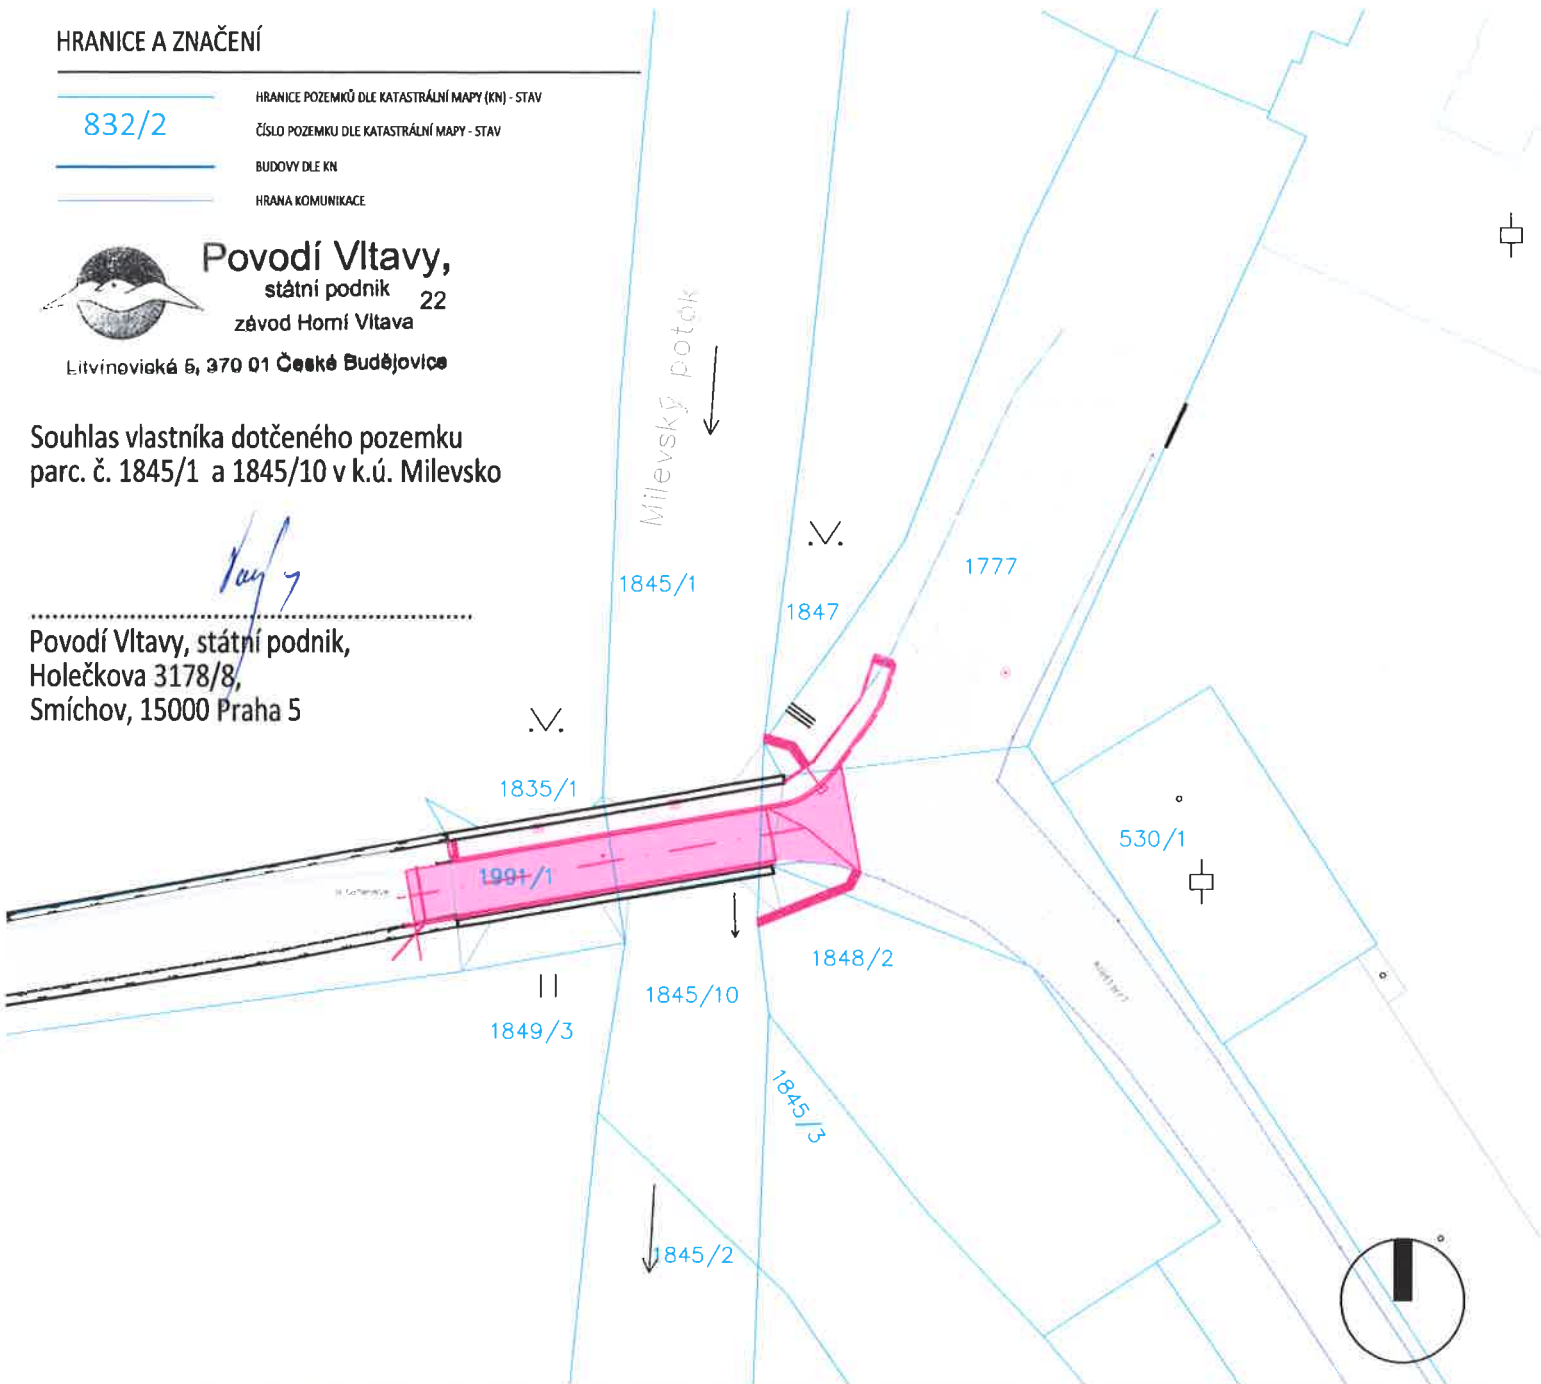 HRANICE A ZNAČENÍ
HRANICE POZEMKŮ DLE KATASTRÁLNÍ MAPY (KN) - STAV
832/2
ČÍSLO POZEMKU DLE KATASTRÁLNÍ MAPY - STAV
BUDOVY DLE KN
HRANA KOMUNIKACE
Povodí Vltavy,
státní podnik
22
závod Horní Vltava
Litvínovická 5, 370 01 České Budějovice
Souhlas vlastníka dotčeného pozemku
parc. č. 1845/1 a 1845/10 v k.ú. Milevsko
Povodí Vltavy, státní podnik,
Holečkova 3178/8,
Smíchov, 15000 Praha 5
Milevský potok
1845/1
1847
1777
1835/1
530/1
1991/1
1848/2
1845/10
1849/3
1845/3
1845/2